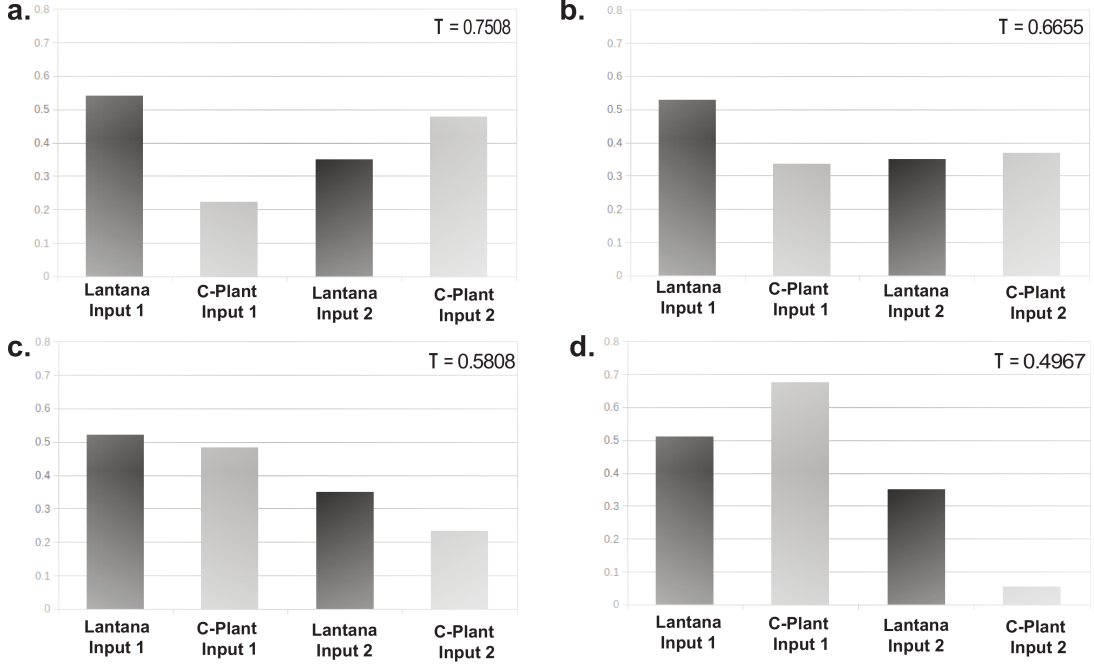 a.
T = 0.7508
0.8
0.7
0.6
0.5
0.4
0.3
0.2
0.1
0
Lantana Input 1
C-Plant Input 1
Lantana Input 2
C-Plant Input 2
b.
T = 0.6655
0.8
0.7
0.6
0.5
0.4
0.3
0.2
0.1
0
Lantana Input 1
C-Plant Input 1
Lantana Input 2
C-Plant Input 2
c.
T = 0.5808
0.8
0.7
0.6
0.5
0.4
0.3
0.2
0.1
0
Lantana Input 1
C-Plant Input 1
Lantana Input 2
C-Plant Input 2
d.
T = 0.4967
0.8
0.7
0.6
0.5
0.4
0.3
0.2
0.1
0
Lantana Input 1
C-Plant Input 1
Lantana Input 2
C-Plant Input 2